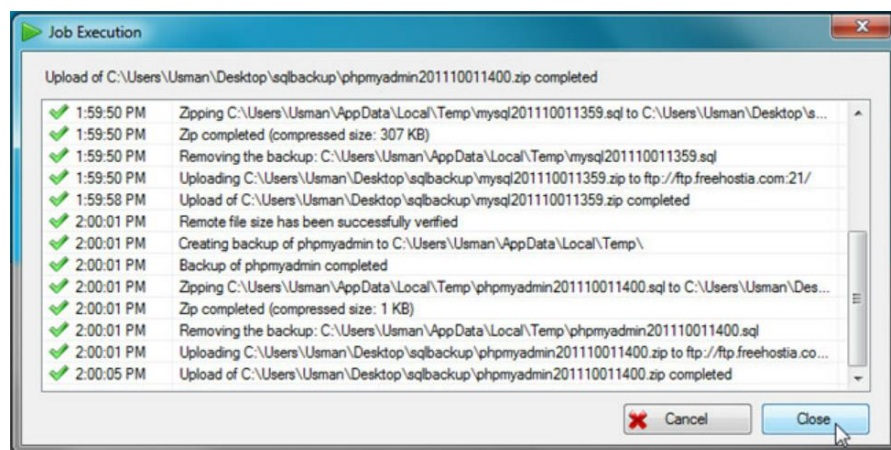 Job Execution
Upload of C:\Users\Usman\Desktop\sqlbackup\phpmyadmin201110011400.zip completed
1:59:50 PM Zipping C:\Users\Usman\AppData\Local\Temp\mysql201110011359.sql to C:\Users\Usman\Desktop\s...
1:59:50 PM Zip completed (compressed size: 307 KB)
1:59:50 PM Removing the backup: C:\Users\Usman\AppData\Local\Temp\mysql201110011359.sql
1:59:50 PM Uploading C:\Users\Usman\Desktop\sqlbackup\mysql201110011359.zip to ftp://ftp.freehostia.com:21/
1:59:58 PM Upload of C:\Users\Usman\Desktop\sqlbackup\mysql201110011359.zip completed
2:00:01 PM Remote file size has been successfully verified
2:00:01 PM Creating backup of phpmyadmin to C:\Users\Usman\AppData\Local\Temp\
2:00:01 PM Backup of phpmyadmin completed
2:00:01 PM Zipping C:\Users\Usman\AppData\Local\Temp\phpmyadmin201110011400.sql to C:\Users\Usman\Des...
2:00:01 PM Zip completed (compressed size: 1 KB)
2:00:01 PM Removing the backup: C:\Users\Usman\AppData\Local\Temp\phpmyadmin201110011400.sql
2:00:01 PM Uploading C:\Users\Usman\Desktop\sqlbackup\phpmyadmin201110011400.zip to ftp://ftp.freehostia.co...
2:00:05 PM Upload of C:\Users\Usman\Desktop\sqlbackup\phpmyadmin201110011400.zip completed
Cancel Close